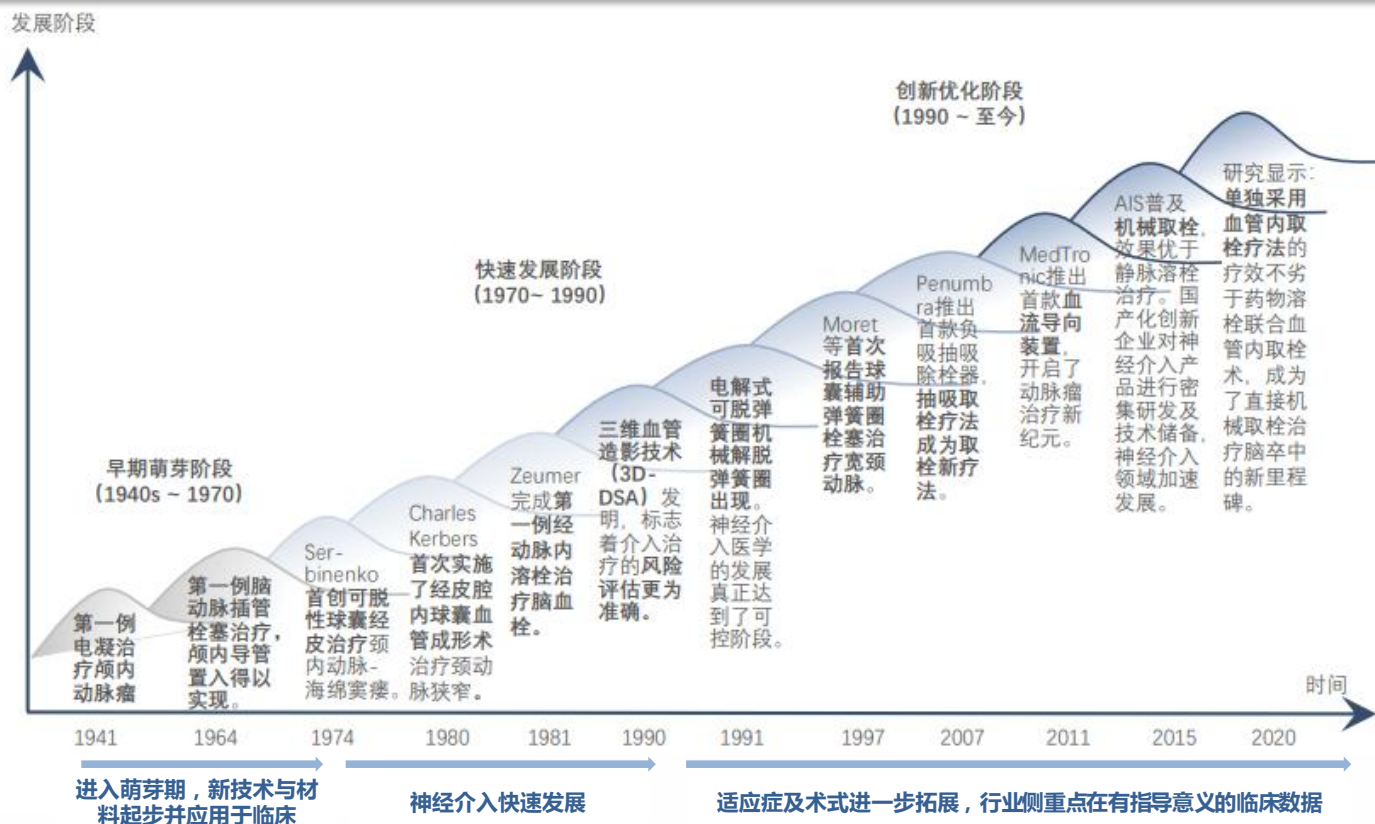 发展阶段
创新优化阶段
(1990 ~ 至今)
快速发展阶段
(1970~ 1990)
早期萌芽阶段
(1940s ~ 1970)
第一例
电凝治
疗颅内
动脉瘤
第一例脑
动脉插管
栓塞治疗，
颅内导管
置入得以
实现。
Ser-
binenko
首创可脱
性球囊经
皮治疗颈
内动脉-
海绵窦瘘。
Charles
Kerbers
首次实施
了经皮腔
内球囊血
管成形术
治疗颈动
脉狭窄。
Zeumer
完成第
一例经
动脉内
溶栓治
疗脑血
栓。
三维血管
造影技术
（3D-
DSA）发
明，标志
着介入治
疗的风险
评估更为
准确。
电解式
可脱弹
簧圈机
械解脱
弹簧圈
出现。
神经介
入医学
的发展
真正达
到了可
控阶段。
Moret
等首次
报告球
囊辅助
弹簧圈
栓塞治
疗宽颈
动脉。
Penumb
ra推出
首款负
吸抽吸
除栓器，
抽吸取
栓疗法
成为取
栓新疗
法。
MedTro
nic推出
首款血
流导向
装置，
开启了
动脉瘤
治疗新
纪元。
AIS普及
机械取栓，
效果优于
静脉溶栓
治疗。国
产化创新
企业对神
经介入产
品进行密
集研发及
技术储备，
神经介入
领域加速
发展。
研究显示：
单独采用
血管内取
栓疗法的
疗效不劣
于药物溶
栓联合血
管内取栓
术，成为
了直接机
械取栓治
疗脑卒中
的新里程
碑。
时间
1941
1964
1974
1980
1981
1990
1991
1997
2007
2011
2015
2020
进入萌芽期，新技术与材
料起步并应用于临床
神经介入快速发展
适应症及术式进一步拓展，行业侧重点在有指导意义的临床数据